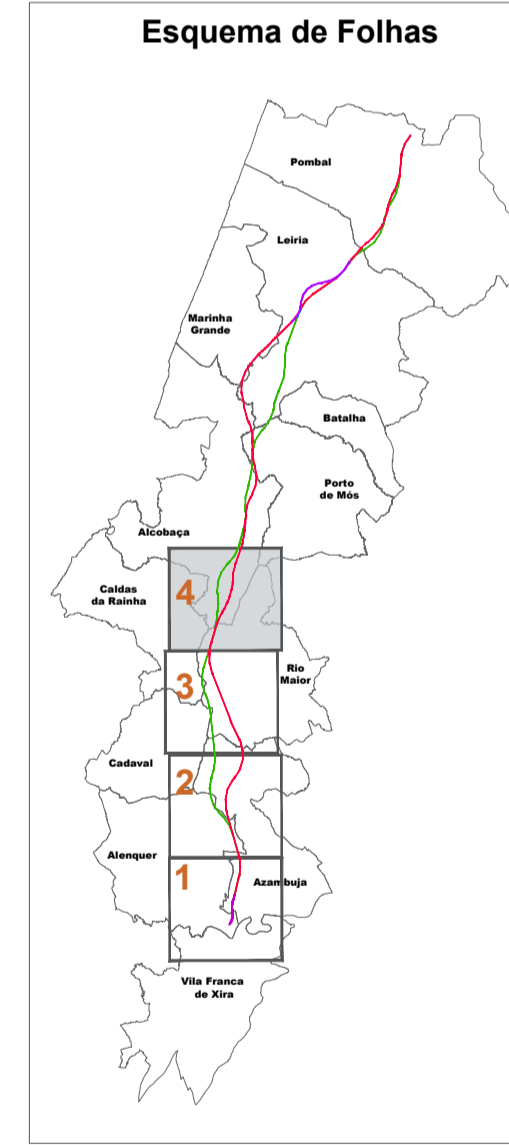 Esquema de Folhas
Pombal
Leiria
Marinha
Grande
Batalha
Porto
de Mós
Alcobaça
Caldas
da Rainha
4
Rio
Maior
3
Cadaval
2
Alenquer
1
Azambuja
Vila Franca
de Xira